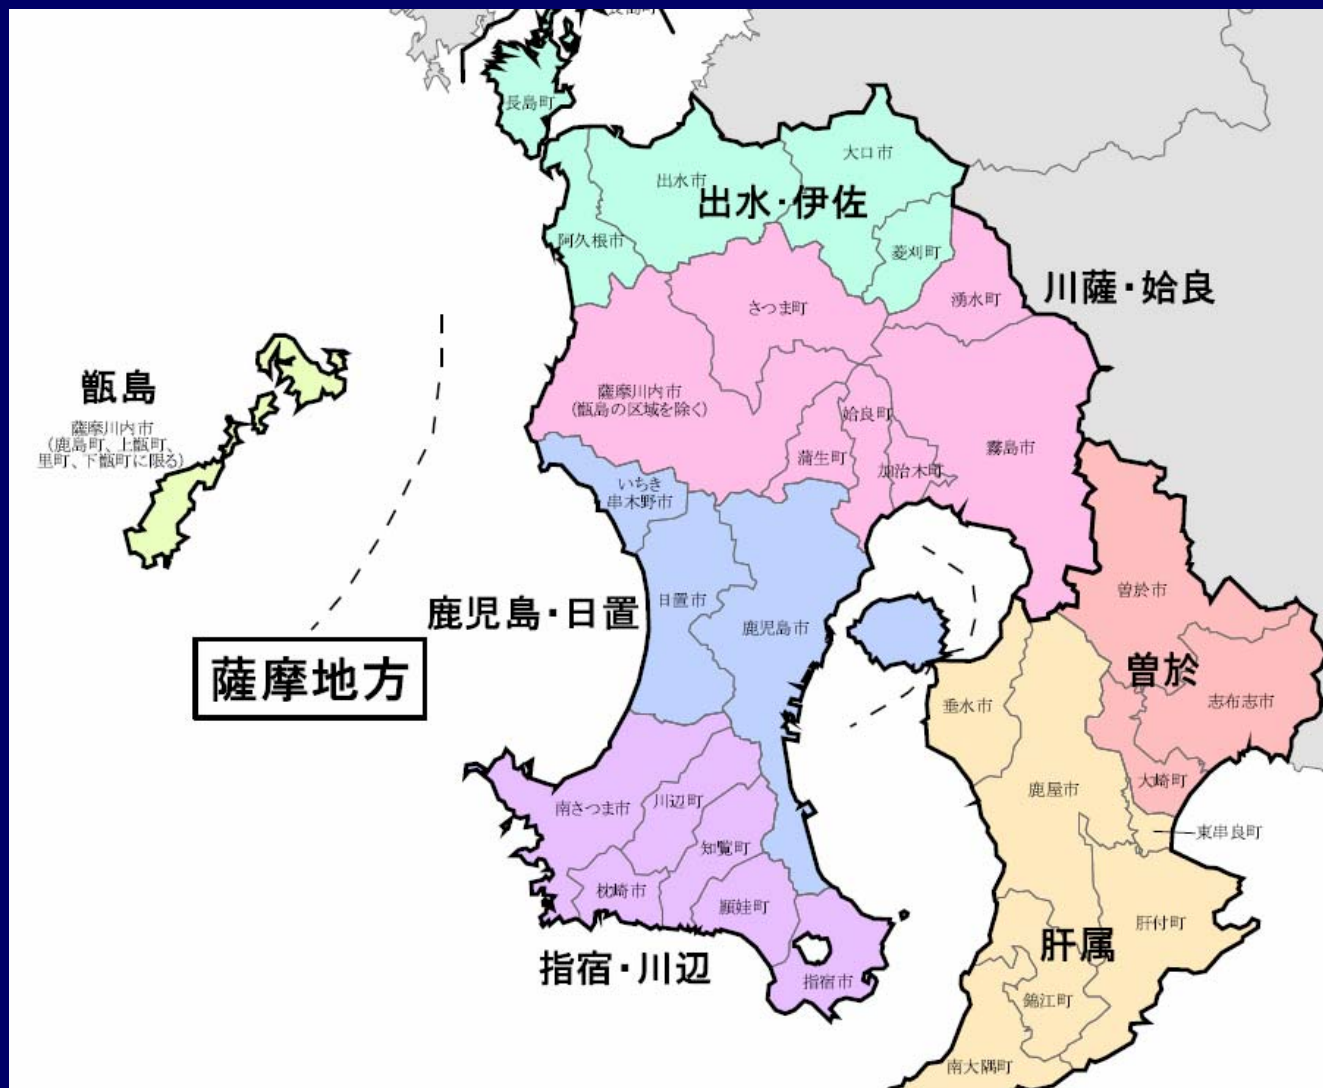 長島町
長島町
出水市
大口市
出水・伊佐
阿久根市
菱刈町
川薩・姶良
湧水町
さつま町
甑島
薩摩川内市
(鹿島町、上甑町、
里町、下甑町に限る)
薩摩川内市
(甑島の区域を除く)
姶良町
蒲生町
加治木町
霧島市
いちき
串木野市
日置市
鹿児島・日置
鹿児島市
曽於市
曽於
志布志市
薩摩地方
垂水市
大崎町
鹿屋市
東串良町
南さつま市
川辺町
知覧町
枕崎市
頴娃町
肝付町
肝属
指宿・川辺
指宿市
錦江町
南大隅町